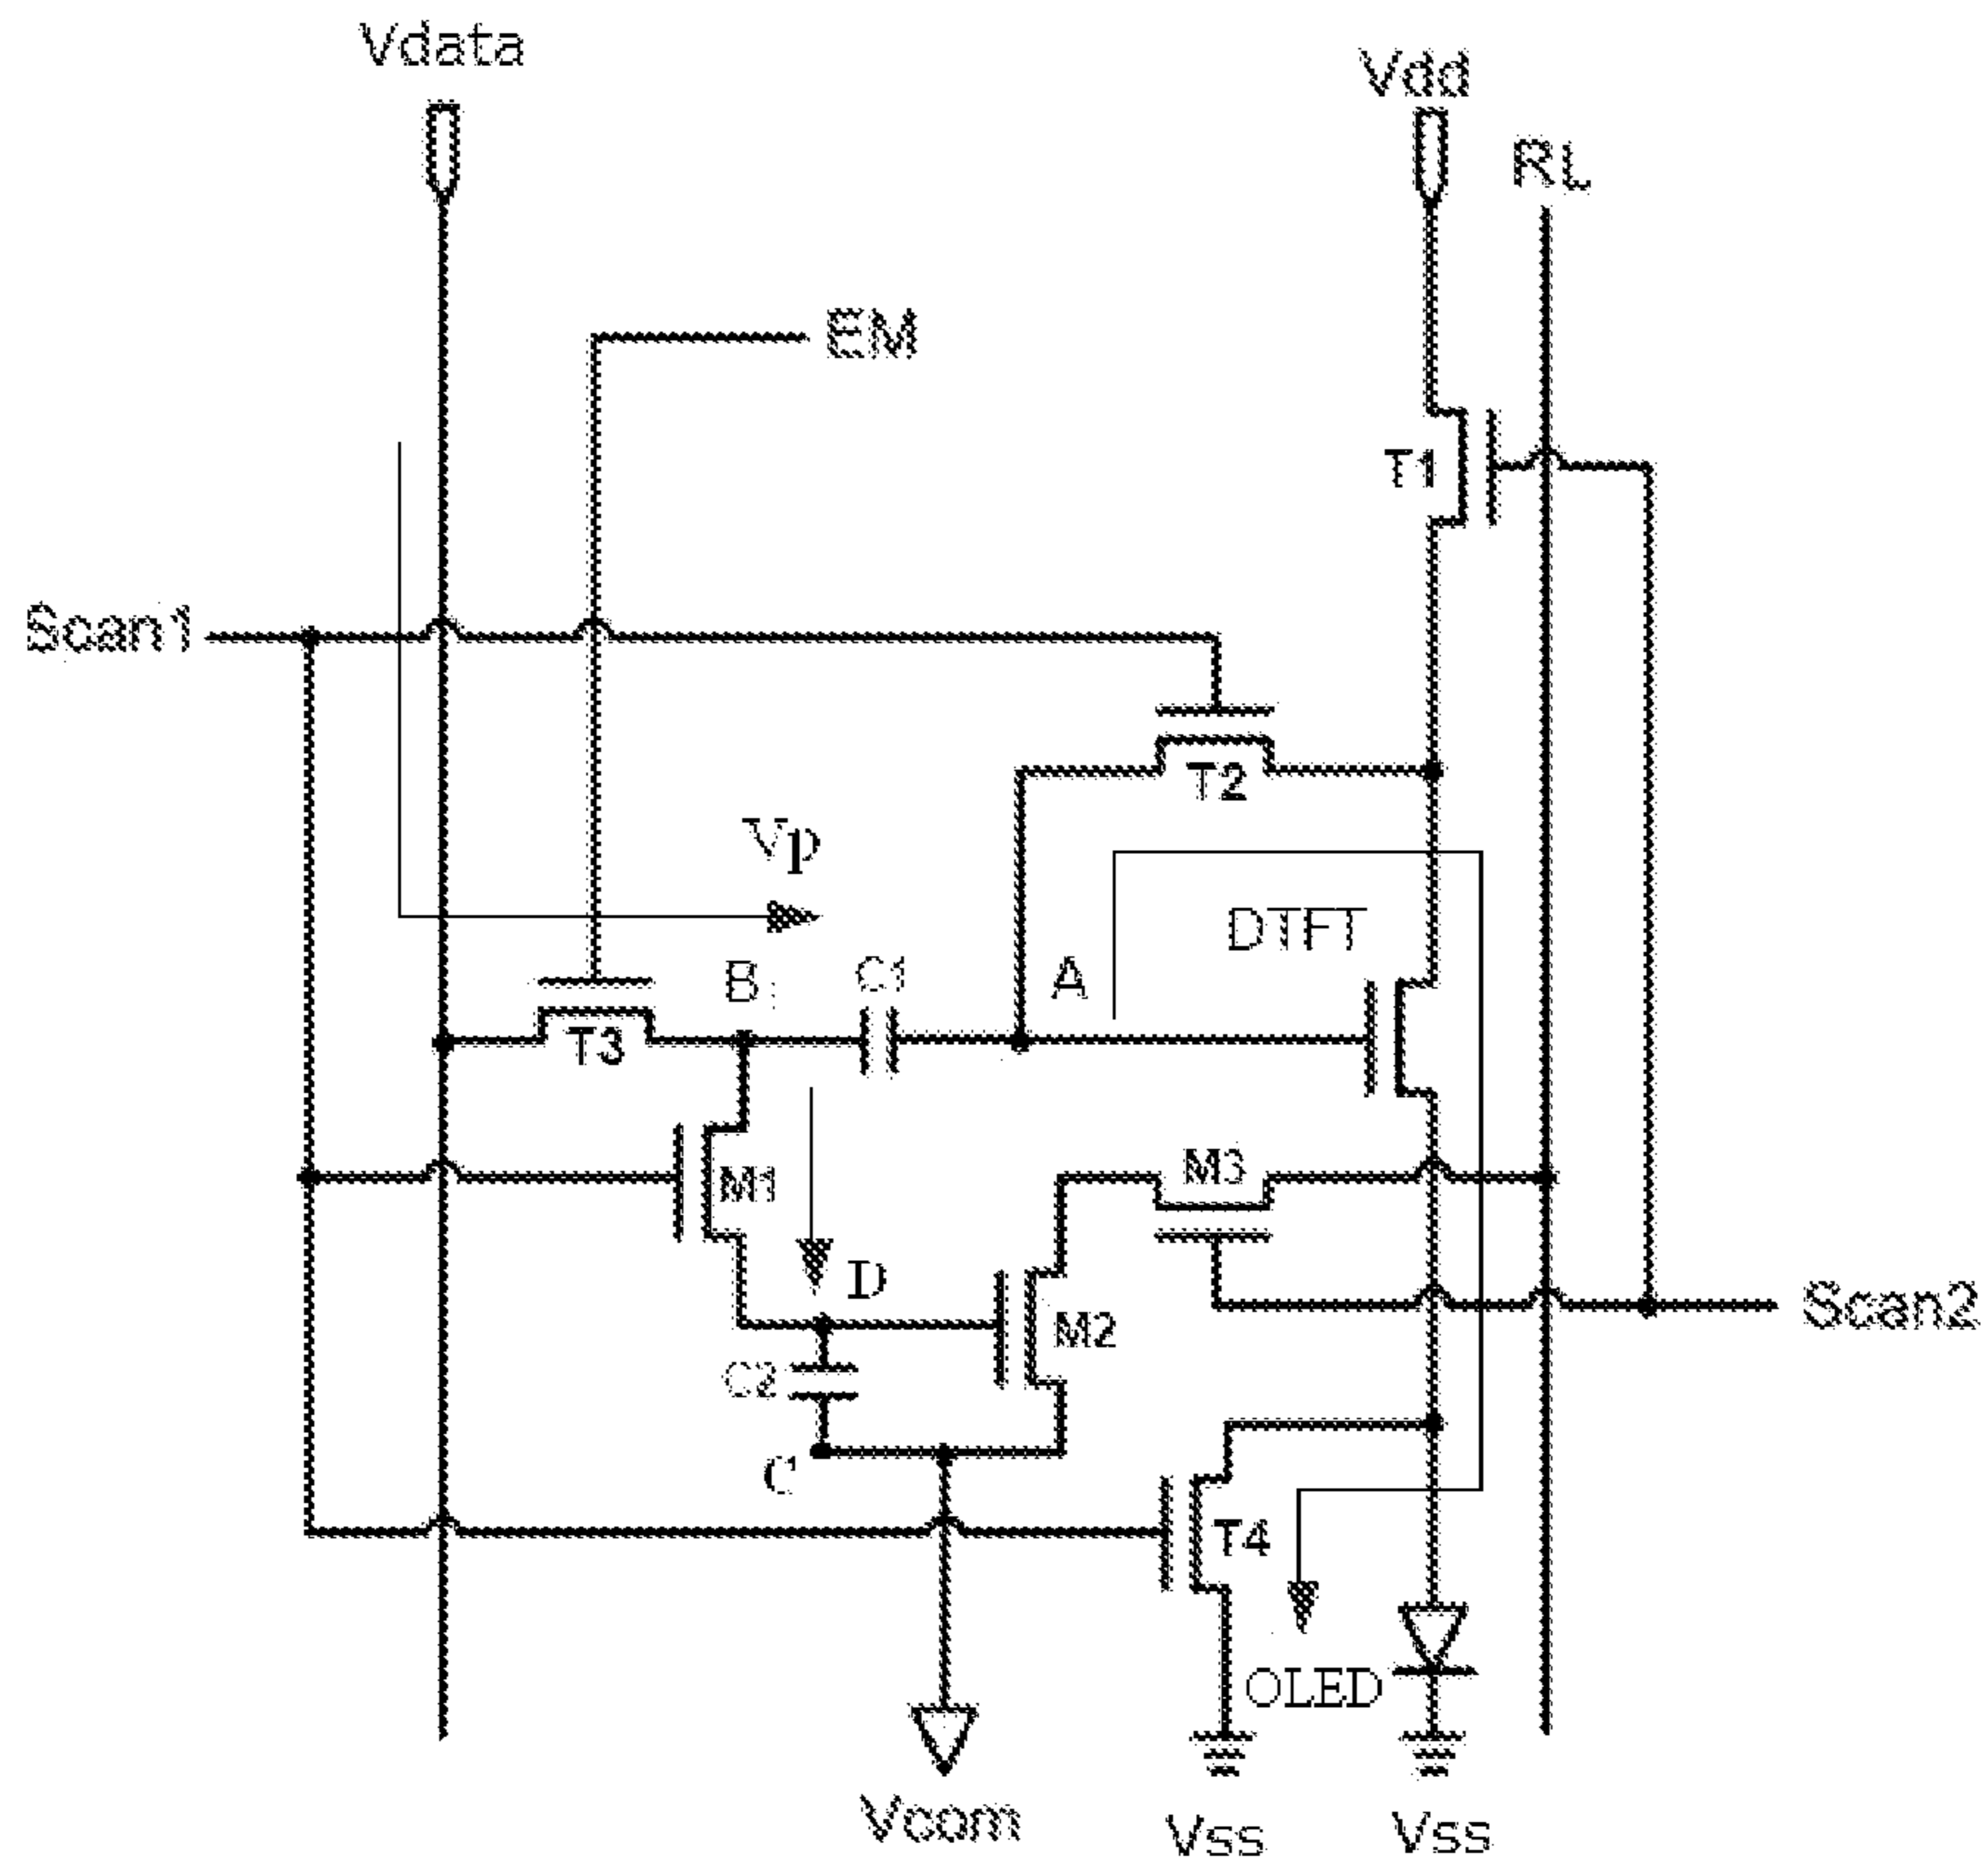 Vdata
Vdd
RL
EM
T1
Scan1
T2
Vp
DTFT
B
C1
A
T3
M1
M3
D
M2
Scan2
C2
C
T4
OLED
Vcom
Vss
Vss